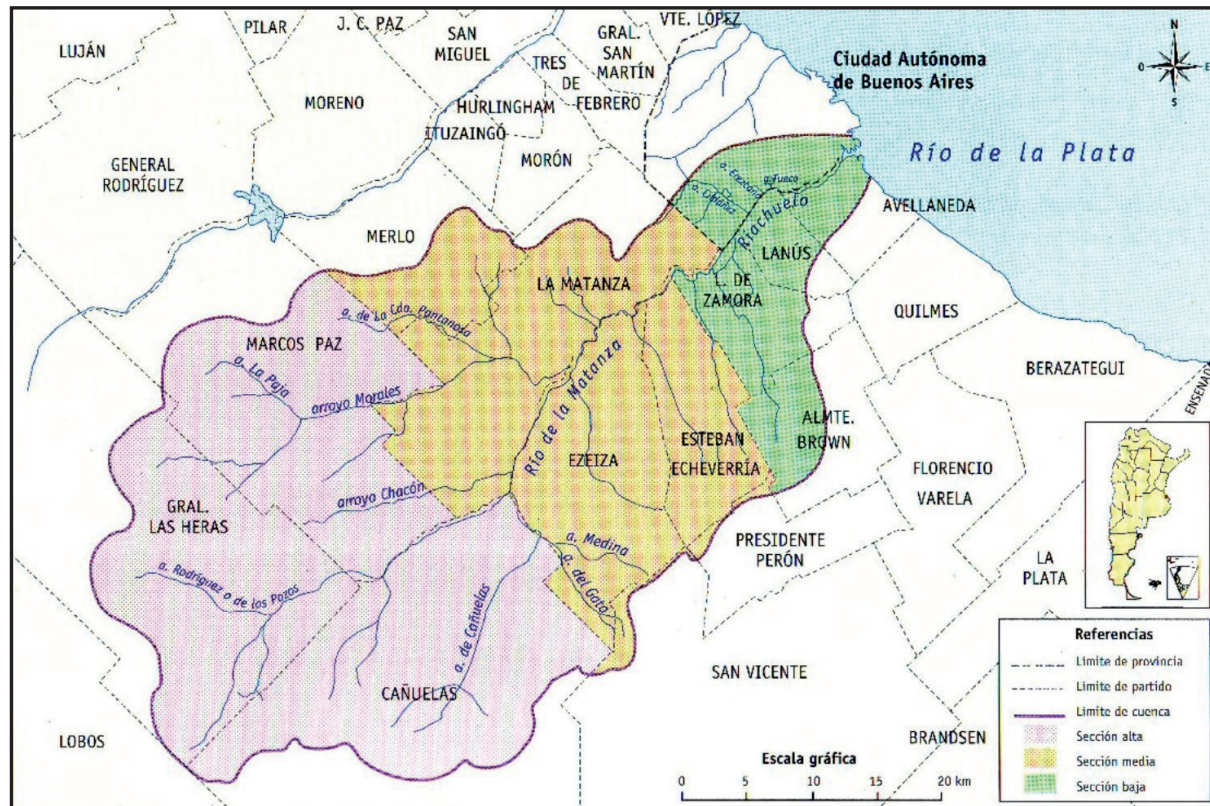 PILAR
J. C. PAZ
VTE. LÓPEZ
LUJÁN
SAN
MIGUEL
GRAL.
SAN
MARTÍN
Ciudad Autónoma
de Buenos Aires
N
O
E
S
TRES
DE
FEBRERO
MORENO
HURLINGHAM
ITUZAINGÓ
MORÓN
GENERAL
RODRÍGUEZ
Río de la Plata
a. Cildáñez
Riachuelo
AVELLANEDA
MERLO
LANÚS
LA MATANZA
L. DE
ZAMORA
QUILMES
a. de La Cda. Pantanosa
MARCOS PAZ
BERAZATEGUI
ENSENADA
a. La Paja
arroyo Morales
Río de la Matanza
ALMTE.
BROWN
ESTEBAN
ECHEVERRÍA
EZEIZA
FLORENCIO
VARELA
arroyo Chacón
GRAL.
LAS HERAS
a. Medina
PRESIDENTE
PERÓN
a. del Gato
LA
PLATA
a. Rodríguez o de los Pozos
a. de Cañuelas
SAN VICENTE
CAÑUELAS
LOBOS
BRANDSEN
Referencias
Límite de provincia
Límite de partido
Límite de cuenca
Sección alta
Sección media
Sección baja
Escala gráfica
0 5 10 15 20 km